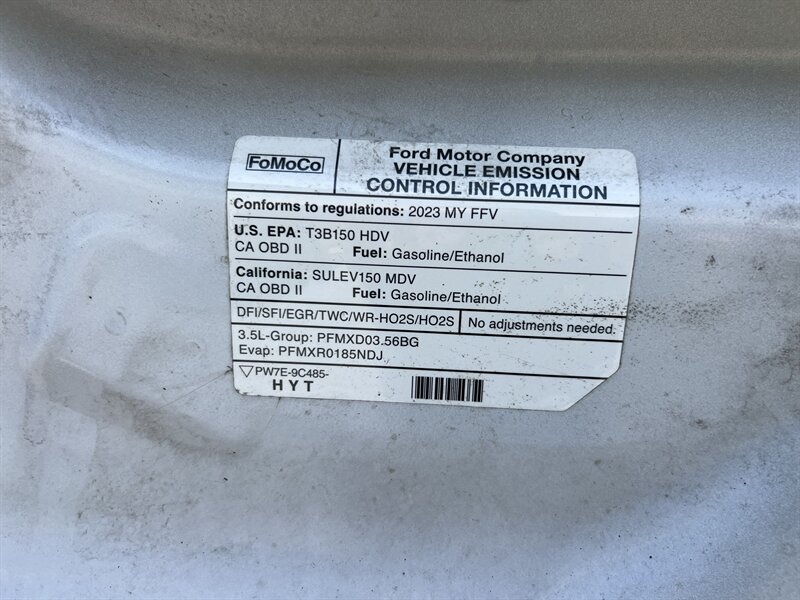 FoMoCo
Ford Motor Company
VEHICLE EMISSION
CONTROL INFORMATION
Conforms to regulations: 2023 MY FFV
U.S. EPA: T3B150 HDV
CA OBD II Fuel: Gasoline/Ethanol
California: SULEV150 MDV
CA OBD II Fuel: Gasoline/Ethanol
DFI/SFI/EGR/TWC/WR-HO2S/HO2S No adjustments needed.
3.5L-Group: PFMXD03.56BG
Evap: PFMXR0185NDJ
PW7E-9C485-
HYT